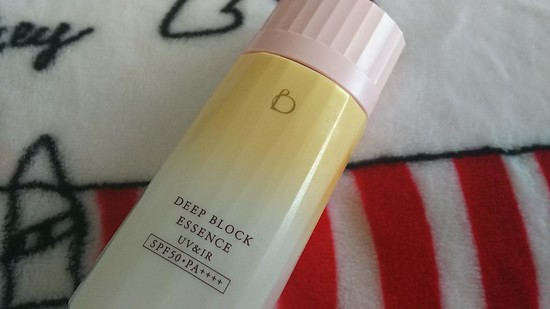 DEEP BLOCK
ESSENCE
UV&IR
SPF50・PA++++